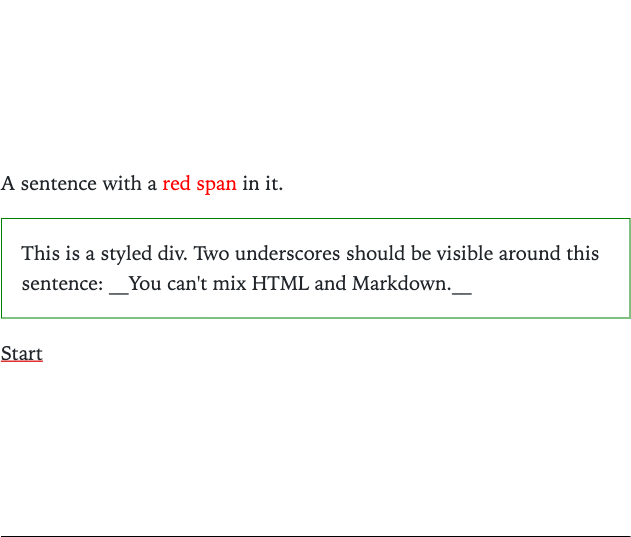 A sentence with a red span in it.
This is a styled div. Two underscores should be visible around this
sentence: __You can't mix HTML and Markdown.__
Start